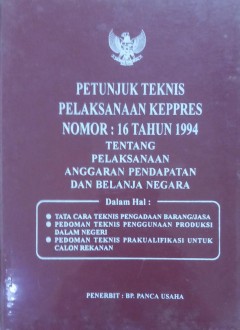 PETUNJUK TEKNIS
PELAKSANAAN KEPPRES
NOMOR : 16 TAHUN 1994
TENTANG
PELAKSANAAN
ANGGARAN PENDAPATAN
DAN BELANJA NEGARA
Dalam Hal :
● TATA CARA TEKNIS PENGADAAN BARANG/JASA
● PEDOMAN TEKNIS PENGGUNAAN PRODUKSI
DALAM NEGERI
● PEDOMAN TEKNIS PRAKUALIFIKASI UNTUK
CALON REKANAN
PENERBIT : BP. PANCA USAHA